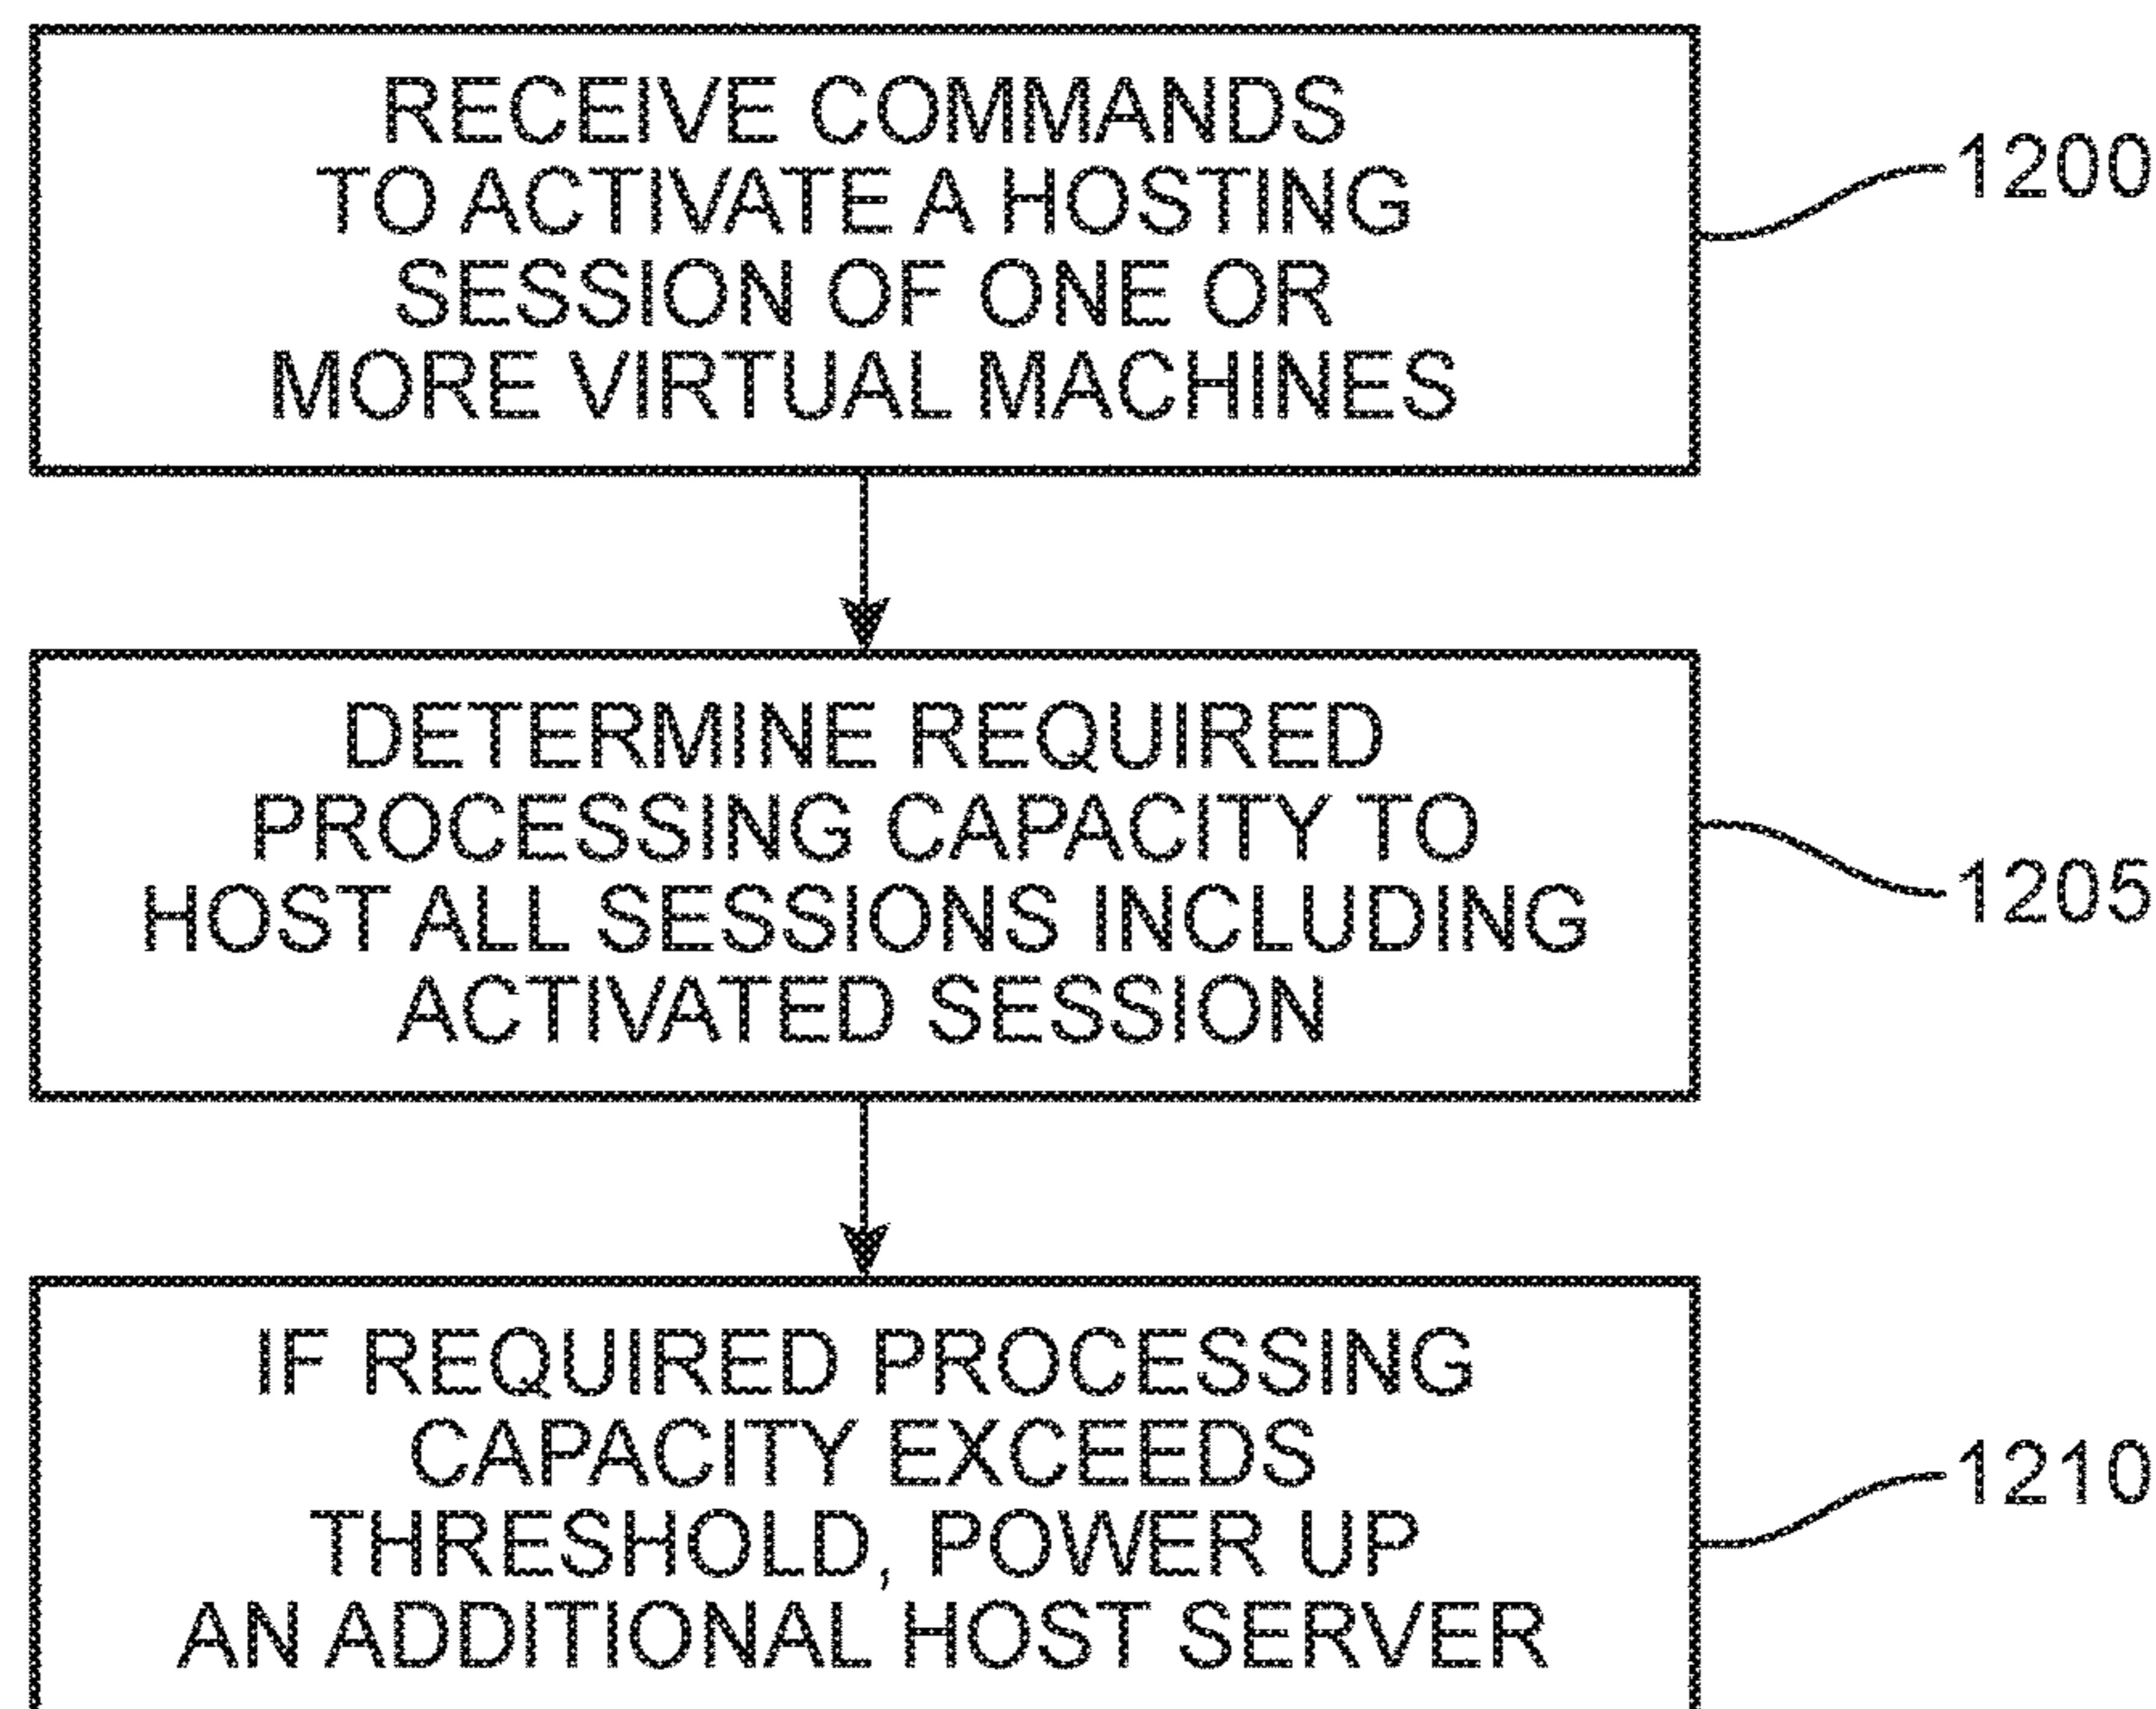 RECEIVE COMMANDS
TO ACTIVATE A HOSTING
SESSION OF ONE OR
MORE VIRTUAL MACHINES
1200
DETERMINE REQUIRED
PROCESSING CAPACITY TO
HOST ALL SESSIONS INCLUDING
ACTIVATED SESSION
1205
IF REQUIRED PROCESSING
CAPACITY EXCEEDS
THRESHOLD, POWER UP
AN ADDITIONAL HOST SERVER
1210